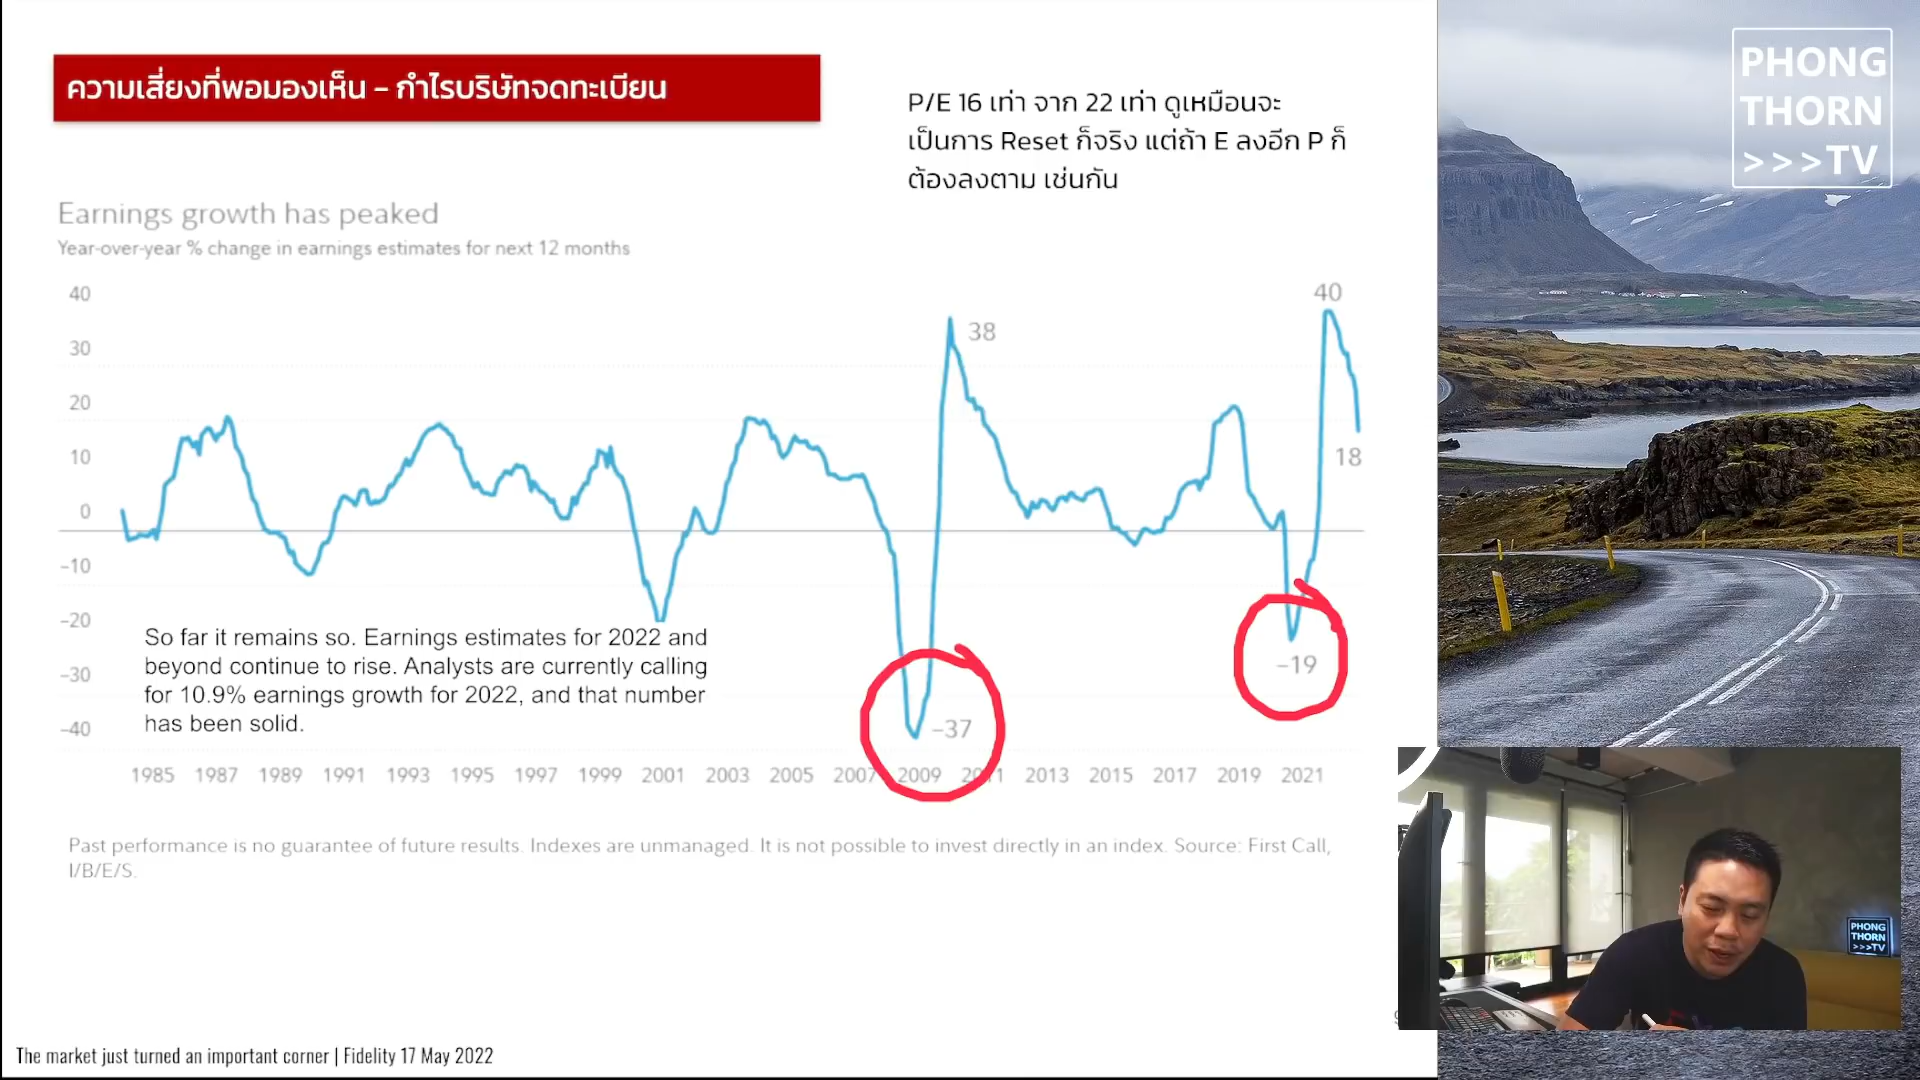 ความเสี่ยงที่พอมองเห็น – กำไรบริษัทจดทะเบียน
P/E 16 เท่า จาก 22 เท่า ดูเหมือนจะ
เป็นการ Reset ก็จริง แต่ถ้า E ลงอีก P ก็
ต้องลงตาม เช่นกัน
PHONG
THORN
>>>TV
Earnings growth has peaked
Year-over-year % change in earnings estimates for next 12 months
40
30
20
10
0
-10
-20
-30
-40
38
40
18
-37
-19
So far it remains so. Earnings estimates for 2022 and
beyond continue to rise. Analysts are currently calling
for 10.9% earnings growth for 2022, and that number
has been solid.
1985 1987 1989 1991 1993 1995 1997 1999 2001 2003 2005 2007 2009 2011 2013 2015 2017 2019 2021
Past performance is no guarantee of future results. Indexes are unmanaged. It is not possible to invest directly in an index. Source: First Call,
I/B/E/S.
PHONG
THORN
>>>TV
The market just turned an important corner | Fidelity 17 May 2022